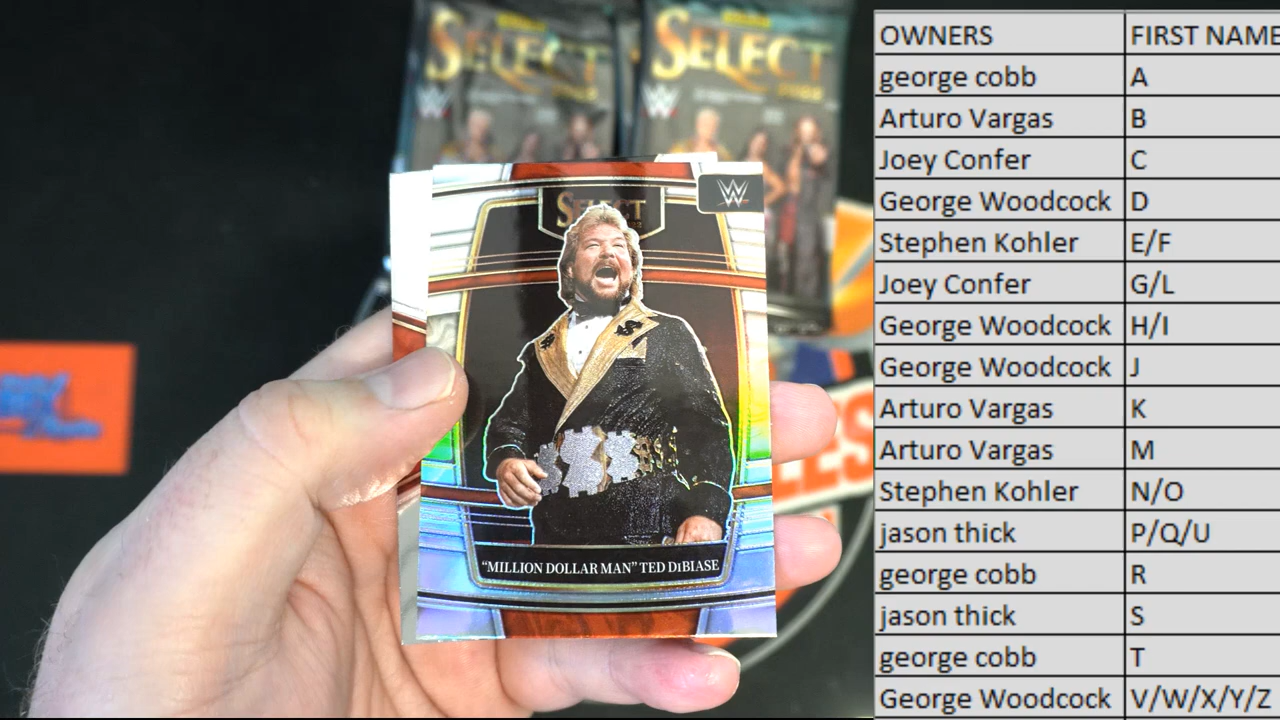 SELECT
SELECT
W
W
SELECT
W
"MILLION DOLLAR MAN" TED DiBIASE
OWNERS FIRST NAME
george cobb A
Arturo Vargas B
Joey Confer C
George Woodcock D
Stephen Kohler E/F
Joey Confer G/L
George Woodcock H/I
George Woodcock J
Arturo Vargas K
Arturo Vargas M
Stephen Kohler N/O
jason thick P/Q/U
george cobb R
jason thick S
george cobb T
George Woodcock V/W/X/Y/Z